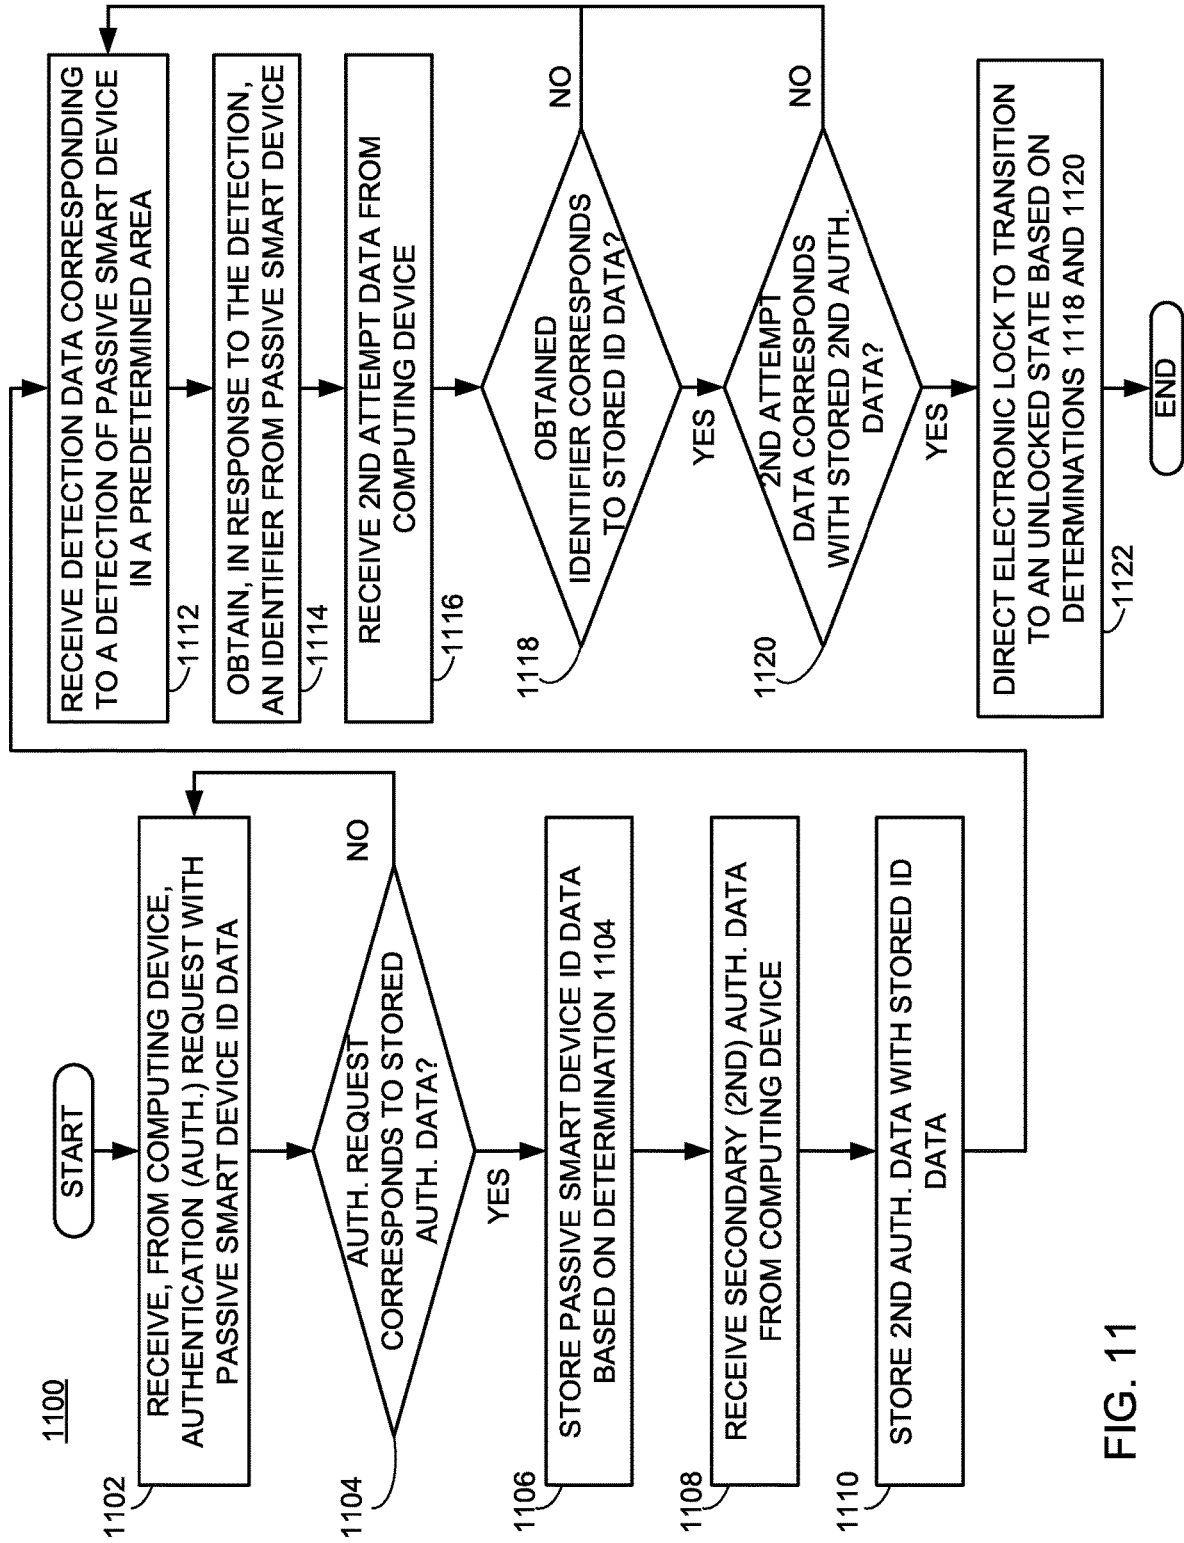 1100
START
RECEIVE, FROM COMPUTING DEVICE,
AUTHENTICATION (AUTH.) REQUEST WITH
PASSIVE SMART DEVICE ID DATA
1102
AUTH. REQUEST
CORRESPONDS TO STORED
AUTH. DATA?
1104
NO
YES
STORE PASSIVE SMART DEVICE ID DATA
BASED ON DETERMINATION 1104
1106
RECEIVE SECONDARY (2ND) AUTH. DATA
FROM COMPUTING DEVICE
1108
STORE 2ND AUTH. DATA WITH STORED ID
DATA
1110
RECEIVE DETECTION DATA CORRESPONDING
TO A DETECTION OF PASSIVE SMART DEVICE
IN A PREDETERMINED AREA
1112
OBTAIN, IN RESPONSE TO THE DETECTION,
AN IDENTIFIER FROM PASSIVE SMART DEVICE
1114
RECEIVE 2ND ATTEMPT DATA FROM
COMPUTING DEVICE
1116
OBTAINED
IDENTIFIER CORRESPONDS
TO STORED ID DATA?
1118
NO
YES
2ND ATTEMPT
DATA CORRESPONDS
WITH STORED 2ND AUTH.
DATA?
1120
NO
YES
DIRECT ELECTRONIC LOCK TO TRANSITION
TO AN UNLOCKED STATE BASED ON
DETERMINATIONS 1118 AND 1120
1122
END
FIG. 11